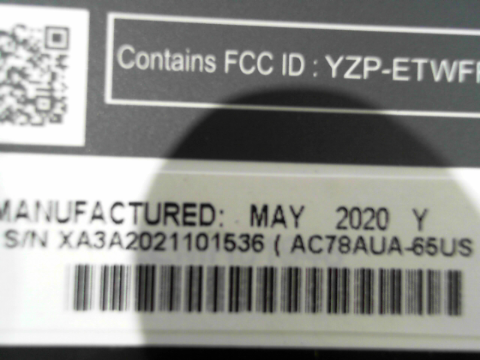 Contains FCC ID : YZP-ETWF
MANUFACTURED: MAY 2020 Y
S/N XA3A2021101536 ( AC78AUA-65US